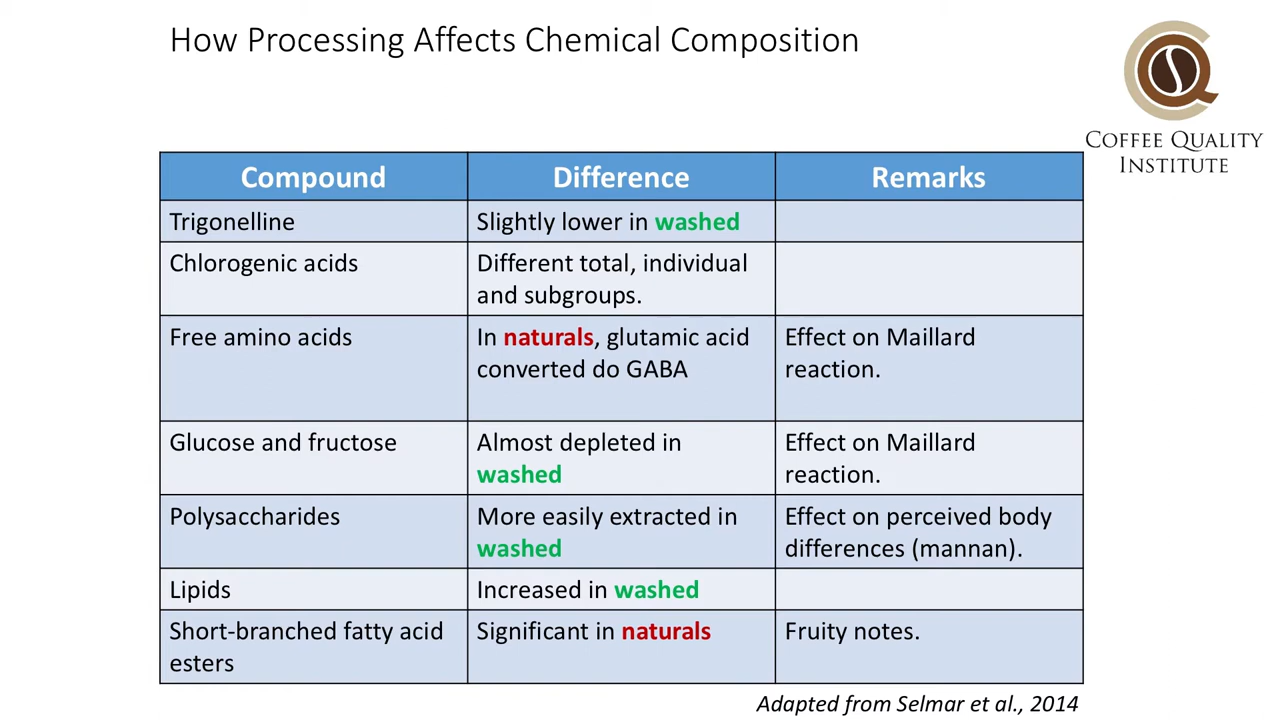 How Processing Affects Chemical Composition
COFFEE QUALITY
INSTITUTE
Compound Difference Remarks
Trigonelline Slightly lower in washed
Chlorogenic acids Different total, individual
and subgroups.
Free amino acids In naturals, glutamic acid Effect on Maillard
converted do GABA reaction.
Glucose and fructose Almost depleted in Effect on Maillard
washed reaction.
Polysaccharides More easily extracted in Effect on perceived body
washed differences (mannan).
Lipids Increased in washed
Short-branched fatty acid Significant in naturals Fruity notes.
esters
Adapted from Selmar et al., 2014